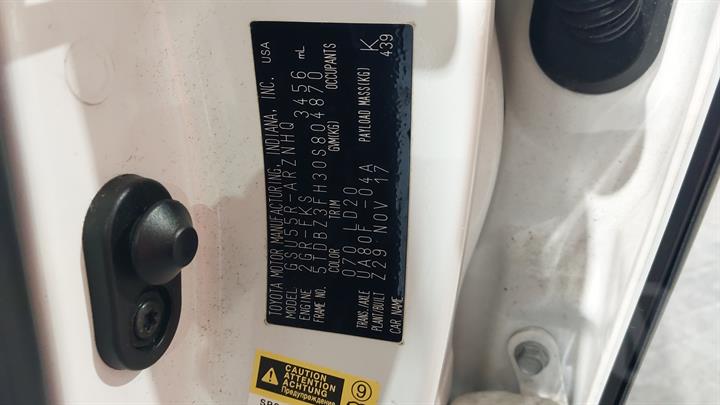 TOYOTA MOTOR MANUFACTURING, INDIANA, INC. USA
MODEL GSU55R-ARZNHQ
ENGINE 2GR-FKS 3456 mL
FRAME NO. 5TDBZ3FH30S804870
COLOR TRIM GVM(KG) OCCUPANTS
070 LD20
TRANS./AXLE UA80F -04A
PLANT/BUILT Z29 NOV 17 PAYLOAD MASS(KG) K
CAR NAME 439
CAUTION
ATTENTION
ACHTUNG
Предупреждение
9
SRS